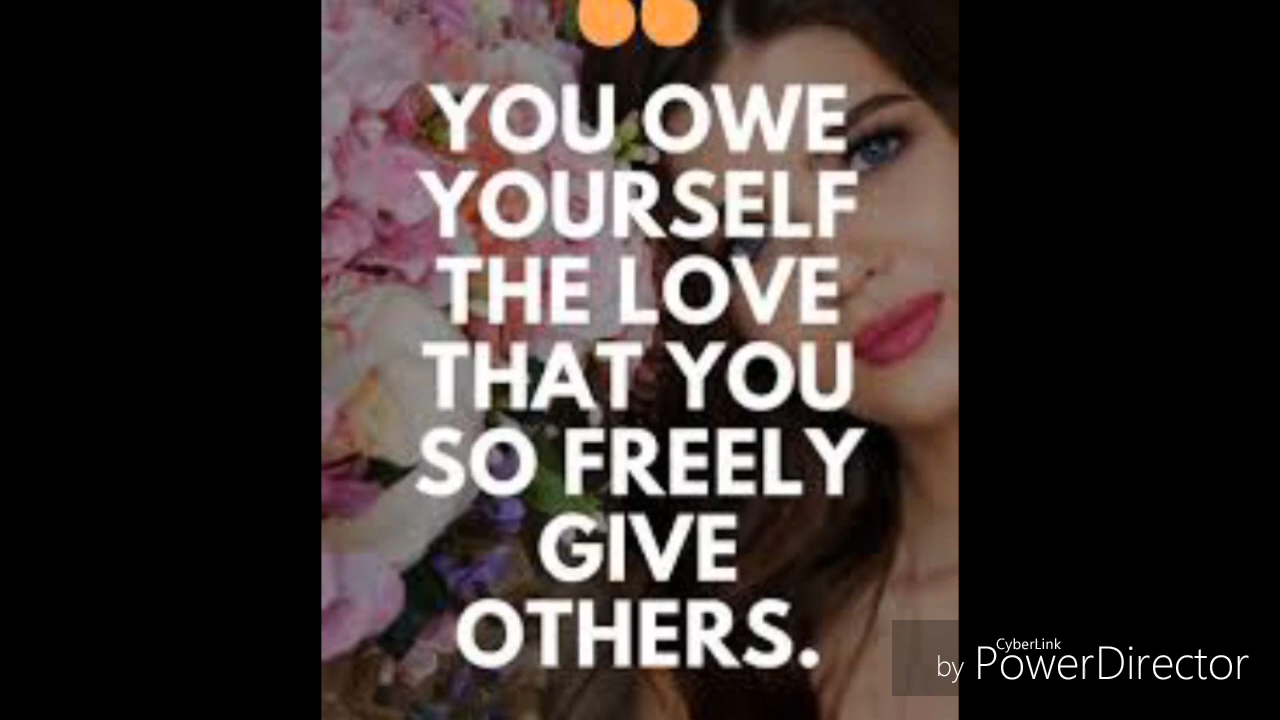 YOU OWE
YOURSELF
THE LOVE
THAT YOU
SO FREELY
GIVE
OTHERS.
CyberLink
by PowerDirector